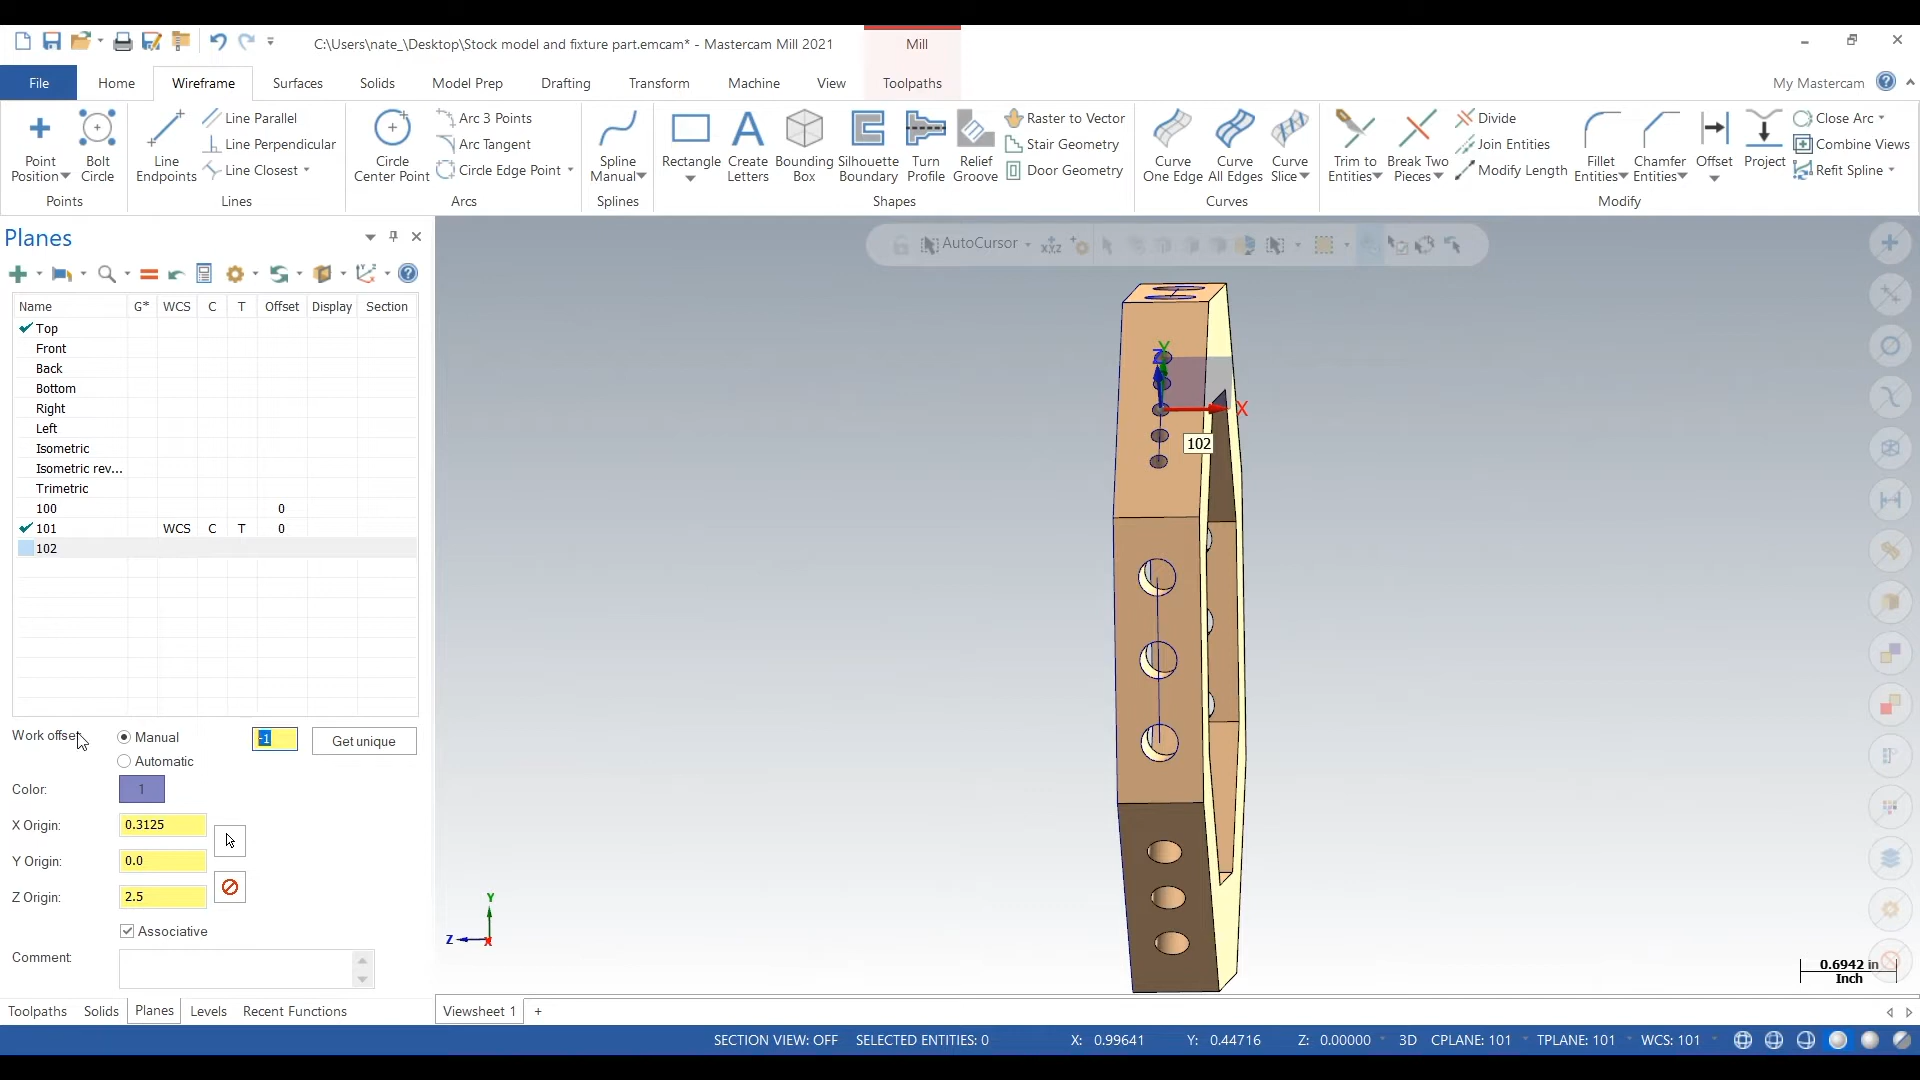 C:\Users\nate_\Desktop\Stock model and fixture part.emcam* - Mastercam Mill 2021
Mill
File
Home
Wireframe
Surfaces
Solids
Model Prep
Drafting
Transform
Machine
View
Toolpaths
My Mastercam
Point Position
Bolt Circle
Points
Line Endpoints
Line Parallel
Line Perpendicular
Line Closest
Lines
Circle Center Point
Arc 3 Points
Arc Tangent
Circle Edge Point
Arcs
Spline Manual
Splines
Rectangle
Create Letters
Bounding Box
Silhouette Boundary
Turn Profile
Relief Groove
Raster to Vector
Stair Geometry
Door Geometry
Shapes
Curve One Edge
Curve All Edges
Curve Slice
Curves
Trim to Entities
Break Two Pieces
Divide
Join Entities
Modify Length
Fillet Entities
Chamfer Entities
Offset
Project
Close Arc
Combine Views
Refit Spline
Modify
Planes
Name G* WCS C T Offset Display Section
Top
Front
Back
Bottom
Right
Left
Isometric
Isometric rev...
Trimetric
100 0
101 WCS C T 0
102
Work offset
Manual
-1
Get unique
Automatic
Color:
1
X Origin:
0.3125
Y Origin:
0.0
Z Origin:
2.5
Associative
Comment:
Toolpaths
Solids
Planes
Levels
Recent Functions
AutoCursor
Y
Z
X
102
Y
Z
X
0.6942 in
Inch
Viewsheet 1
+
SECTION VIEW: OFF
SELECTED ENTITIES: 0
X: 0.99641
Y: 0.44716
Z: 0.00000
3D
CPLANE: 101
TPLANE: 101
WCS: 101